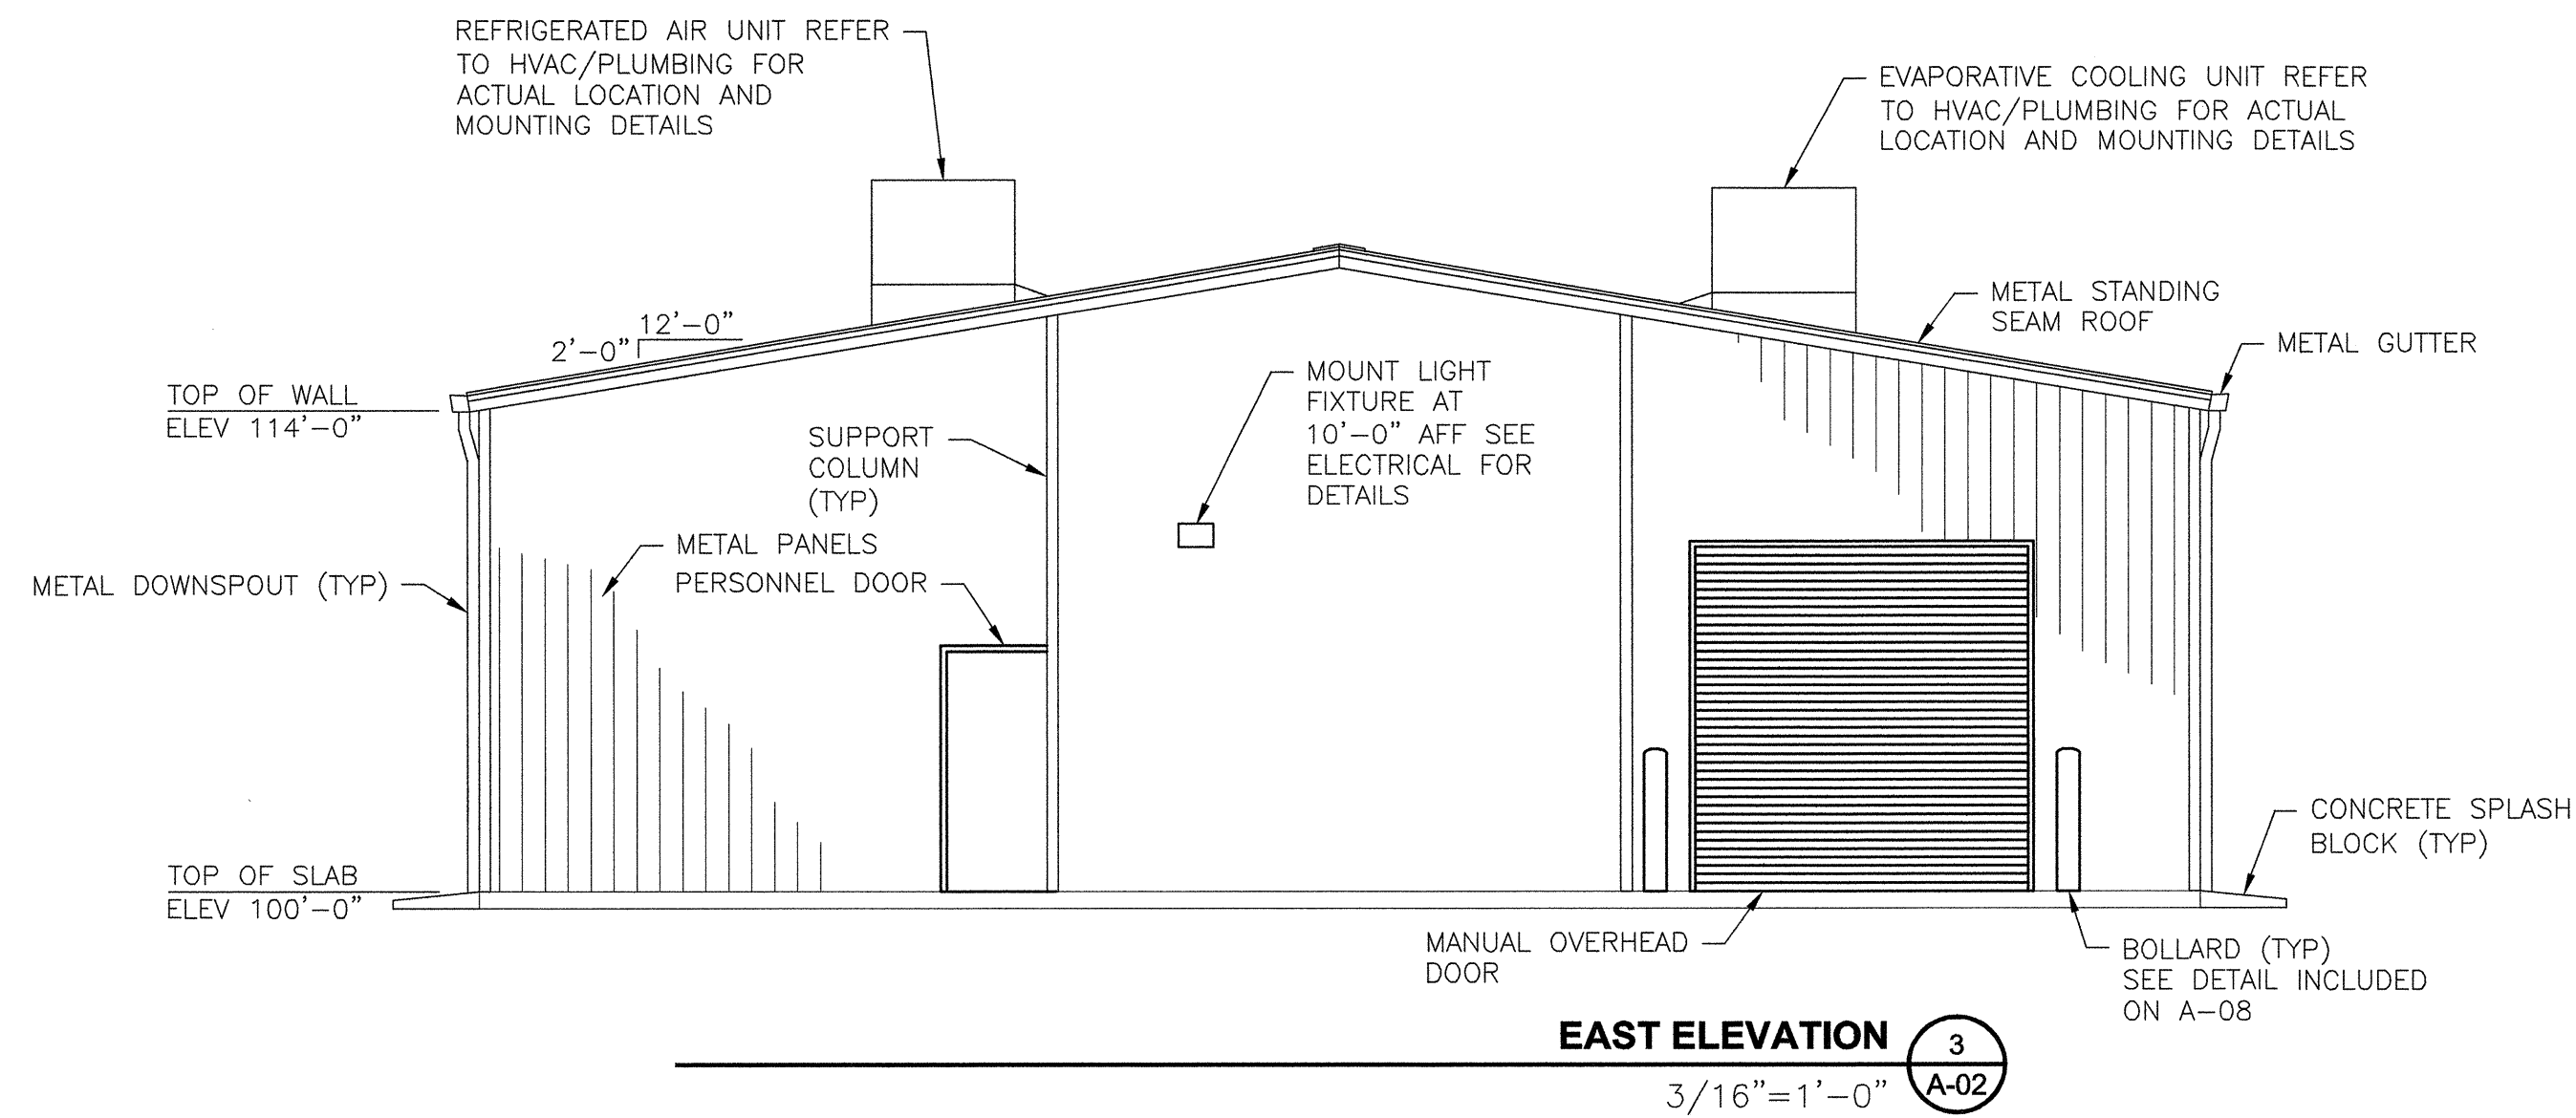 REFRIGERATED AIR UNIT REFER
TO HVAC/PLUMBING FOR
ACTUAL LOCATION AND
MOUNTING DETAILS
EVAPORATIVE COOLING UNIT REFER
TO HVAC/PLUMBING FOR ACTUAL
LOCATION AND MOUNTING DETAILS
METAL STANDING
SEAM ROOF
METAL GUTTER
12'-0"
2'-0"
TOP OF WALL
ELEV 114'-0"
MOUNT LIGHT
FIXTURE AT
10'-0" AFF SEE
ELECTRICAL FOR
DETAILS
SUPPORT
COLUMN
(TYP)
METAL PANELS
PERSONNEL DOOR
METAL DOWNSPOUT (TYP)
CONCRETE SPLASH
BLOCK (TYP)
TOP OF SLAB
ELEV 100'-0"
MANUAL OVERHEAD
DOOR
BOLLARD (TYP)
SEE DETAIL INCLUDED
ON A-08
EAST ELEVATION
3
A-02
3/16"=1'-0"